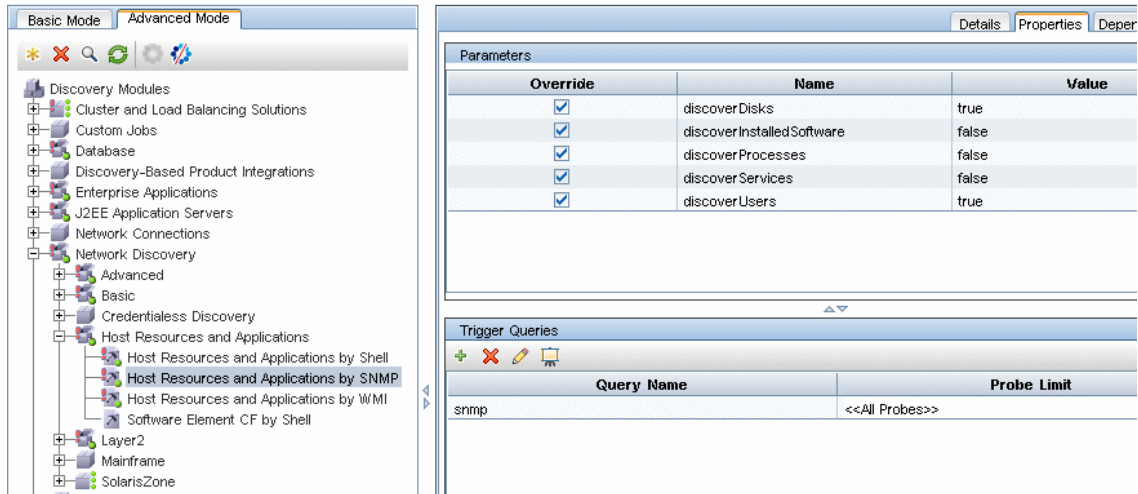 Basic Mode Advanced Mode
Discovery Modules
Cluster and Load Balancing Solutions
Custom Jobs
Database
Discovery-Based Product Integrations
Enterprise Applications
J2EE Application Servers
Network Connections
Network Discovery
Advanced
Basic
Credentialess Discovery
Host Resources and Applications
Host Resources and Applications by Shell
Host Resources and Applications by SNMP
Host Resources and Applications by WMI
Software Element CF by Shell
Layer2
Mainframe
SolarisZone
Details Properties Deper
Parameters
Override Name Value
discoverDisks true
discoverInstalledSoftware false
discoverProcesses false
discoverServices false
discoverUsers true
Trigger Queries
Query Name Probe Limit
snmp <<All Probes>>